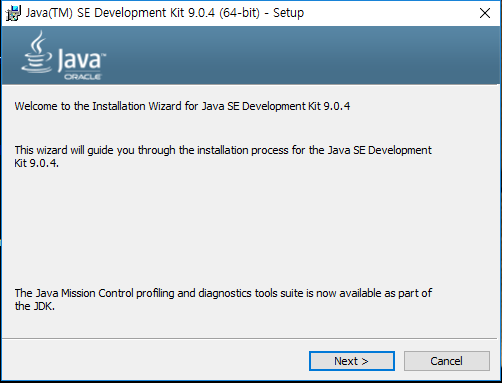 Java(TM) SE Development Kit 9.0.4 (64-bit) - Setup
Java™
ORACLE
Welcome to the Installation Wizard for Java SE Development Kit 9.0.4
This wizard will guide you through the installation process for the Java SE Development
Kit 9.0.4.
The Java Mission Control profiling and diagnostics tools suite is now available as part of
the JDK.
Next >
Cancel